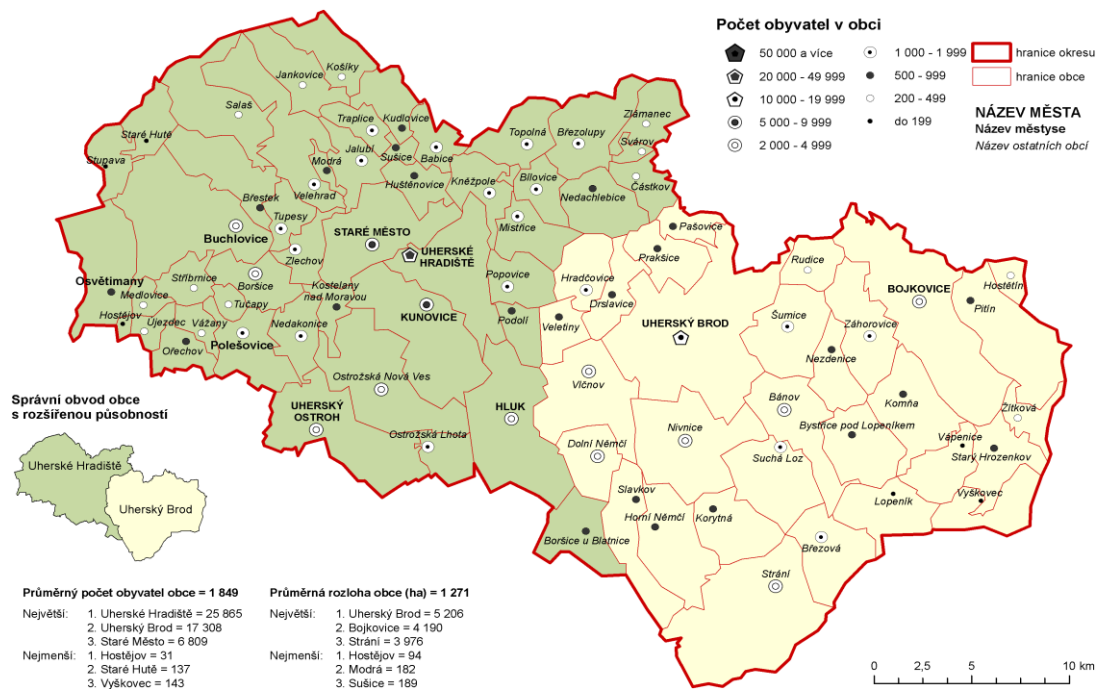 Počet obyvatel v obci
50 000 a více
20 000 - 49 999
10 000 - 19 999
5 000 - 9 999
2 000 - 4 999
1 000 - 1 999
500 - 999
200 - 499
do 199
hranice okresu
hranice obce
NÁZEV MĚSTA
Název městyse
Název ostatních obcí
Košíky
Jankovice
Salaš
Staré Hutě
Stupava
Traplice
Kudlovice
Jalubí
Sušice
Babice
Modrá
Huštěnovice
Velehrad
Topolná
Březolupy
Zlámanec
Svárov
Částkov
Kněžpole
Bílovice
Nedachlebice
Mistřice
Břestek
Tupesy
Buchlovice
Zlechov
STARÉ MĚSTO
UHERSKÉ
HRADIŠTĚ
Pašovice
Prakšice
Osvětimany
Stříbrnice
Medlovice
Boršice
Tučapy
Kostelany
nad Moravou
KUNOVICE
Popovice
Podolí
Hradčovice
Drslavice
Veletiny
Hostějov
Újezdec
Vážany
Ořechov
Polešovice
Nedakonice
UHERSKÝ BROD
Rudice
Šumice
BOJKOVICE
Hostětín
Pitín
Záhorovice
Nezdenice
Ostrožská Nová Ves
UHERSKÝ
OSTROH
Ostrožská Lhota
HLUK
Vlčnov
Dolní Němčí
Nivnice
Bánov
Bystřice pod Lopeníkem
Komňa
Žítková
Suchá Loz
Vápenice
Starý Hrozenkov
Lopeník
Vyškovec
Slavkov
Horní Němčí
Korytná
Boršice u Blatnice
Březová
Strání
Správní obvod obce
s rozšířenou působností
Uherské Hradiště
Uherský Brod
Průměrný počet obyvatel obce = 1 849
Největší: 1. Uherské Hradiště = 25 865
2. Uherský Brod = 17 308
3. Staré Město = 6 809
Nejmenší: 1. Hostějov = 31
2. Staré Hutě = 137
3. Vyškovec = 143
Průměrná rozloha obce (ha) = 1 271
Největší: 1. Uherský Brod = 5 206
2. Bojkovice = 4 190
3. Strání = 3 976
Nejmenší: 1. Hostějov = 94
2. Modrá = 182
3. Sušice = 189
0 2,5 5 10 km